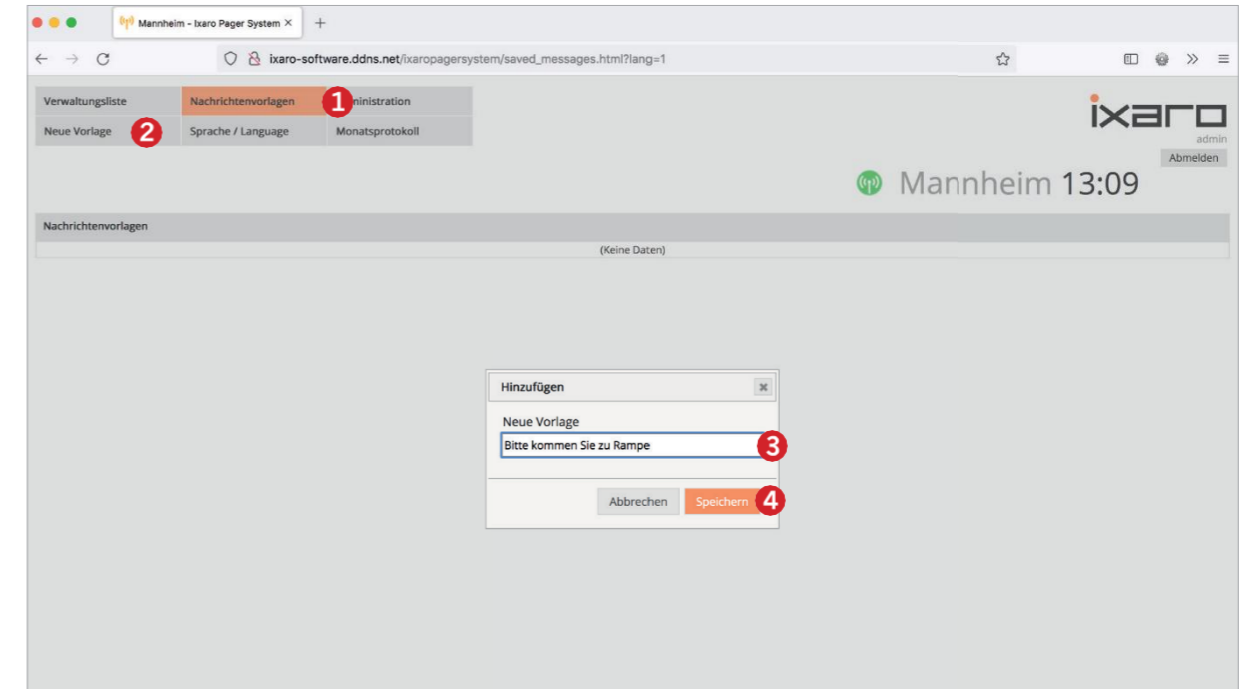 Mannheim - Ixaro Pager System × +
ixaro-software.ddns.net/ixaropagersystem/saved_messages.html?lang=1
Verwaltungsliste Nachrichtenvorlagen 1 ministration
Neue Vorlage 2 Sprache / Language Monatsprotokoll
ixaro
admin
Abmelden
Mannheim 13:09
Nachrichtenvorlagen
(Keine Daten)
Hinzufügen
Neue Vorlage
Bitte kommen Sie zu Rampe 3
Abbrechen Speichern 4